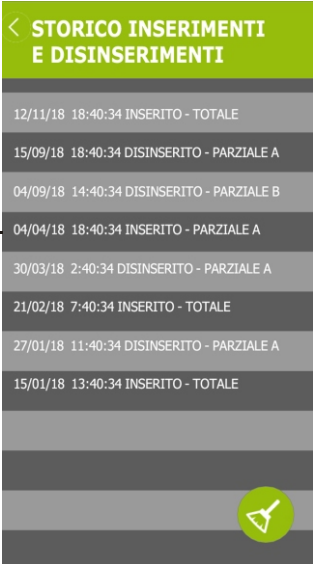 STORICO INSERIMENTI
E DISINSERIMENTI
12/11/18 18:40:34 INSERITO - TOTALE
15/09/18 18:40:34 DISINSERITO - PARZIALE A
04/09/18 14:40:34 DISINSERITO - PARZIALE B
04/04/18 18:40:34 INSERITO - PARZIALE A
30/03/18 2:40:34 DISINSERITO - PARZIALE A
21/02/18 7:40:34 INSERITO - TOTALE
27/01/18 11:40:34 DISINSERITO - PARZIALE A
15/01/18 13:40:34 INSERITO - TOTALE